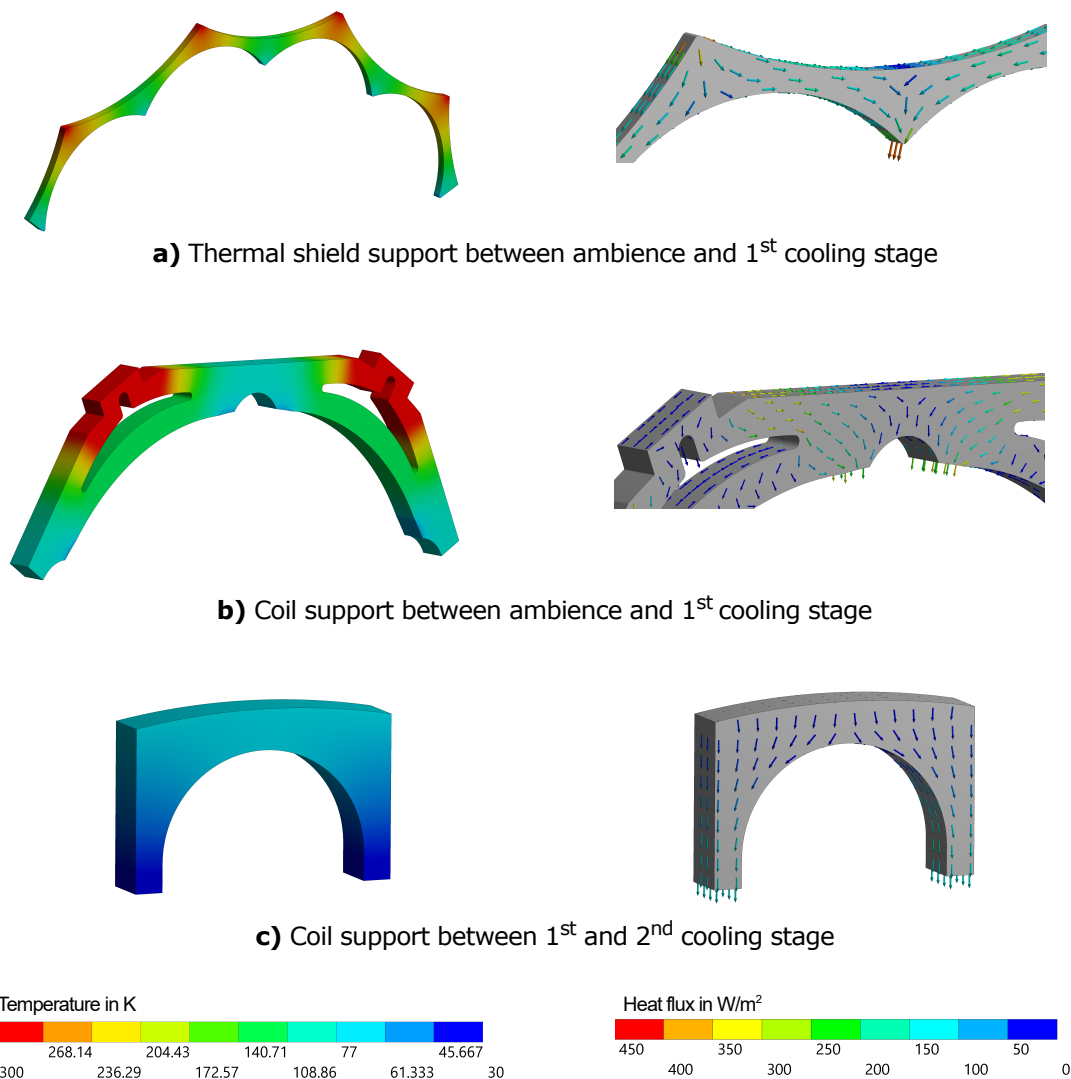 a) Thermal shield support between ambience and 1st cooling stage
b) Coil support between ambience and 1st cooling stage
c) Coil support between 1st and 2nd cooling stage
Temperature in K
268.14 204.43 140.71 77 45.667
300 236.29 172.57 108.86 61.333 30
Heat flux in W/m²
450 350 250 150 50
400 300 200 100 0